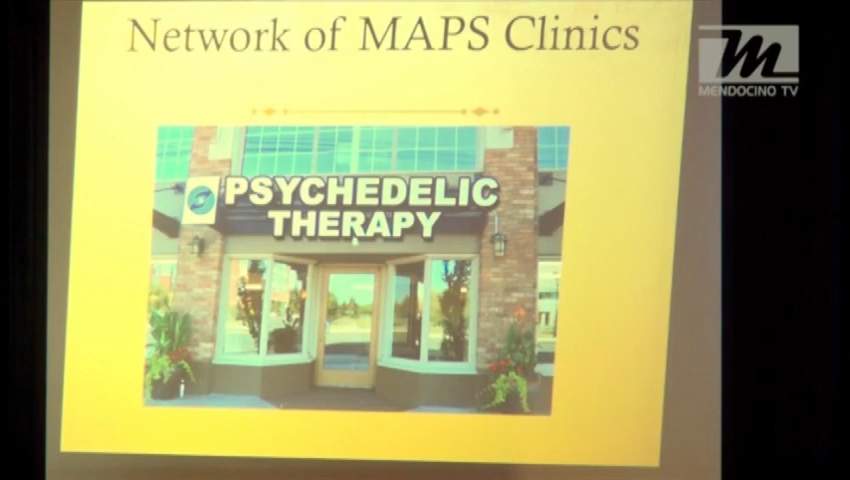 Network of MAPS Clinics
M
MENDOCINO TV
PSYCHEDELIC
THERAPY